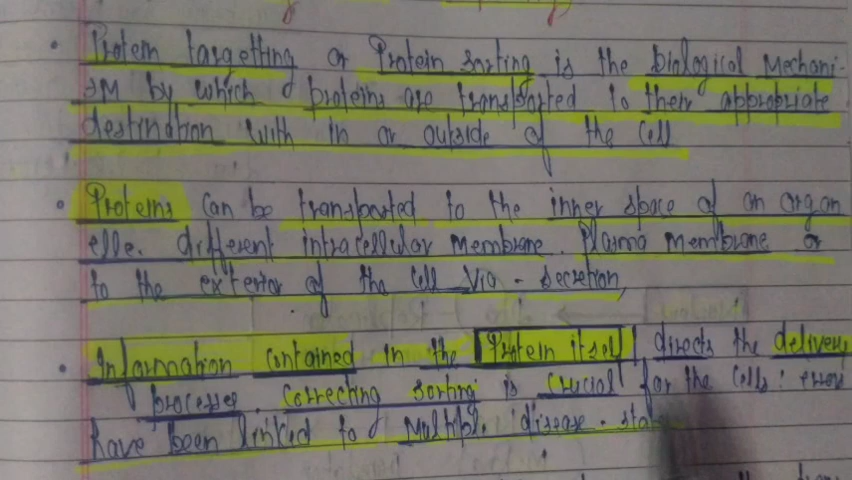 • Protein targetting or Protein sorting is the biological Mechani-
sm by which proteins are transported to their appropriate
destination with in or outside of the Cell
• Proteins can be transported to the inner space of an organ
elle. different intracellular Membrane. Plasma Membrane or
to the exterior of the Cell Via - secretion,
• Information Contained in the Protein itself directs the delivery
processes. Correcting sorting is Crucial for the Cells: error
have been linked to Multiple disease -